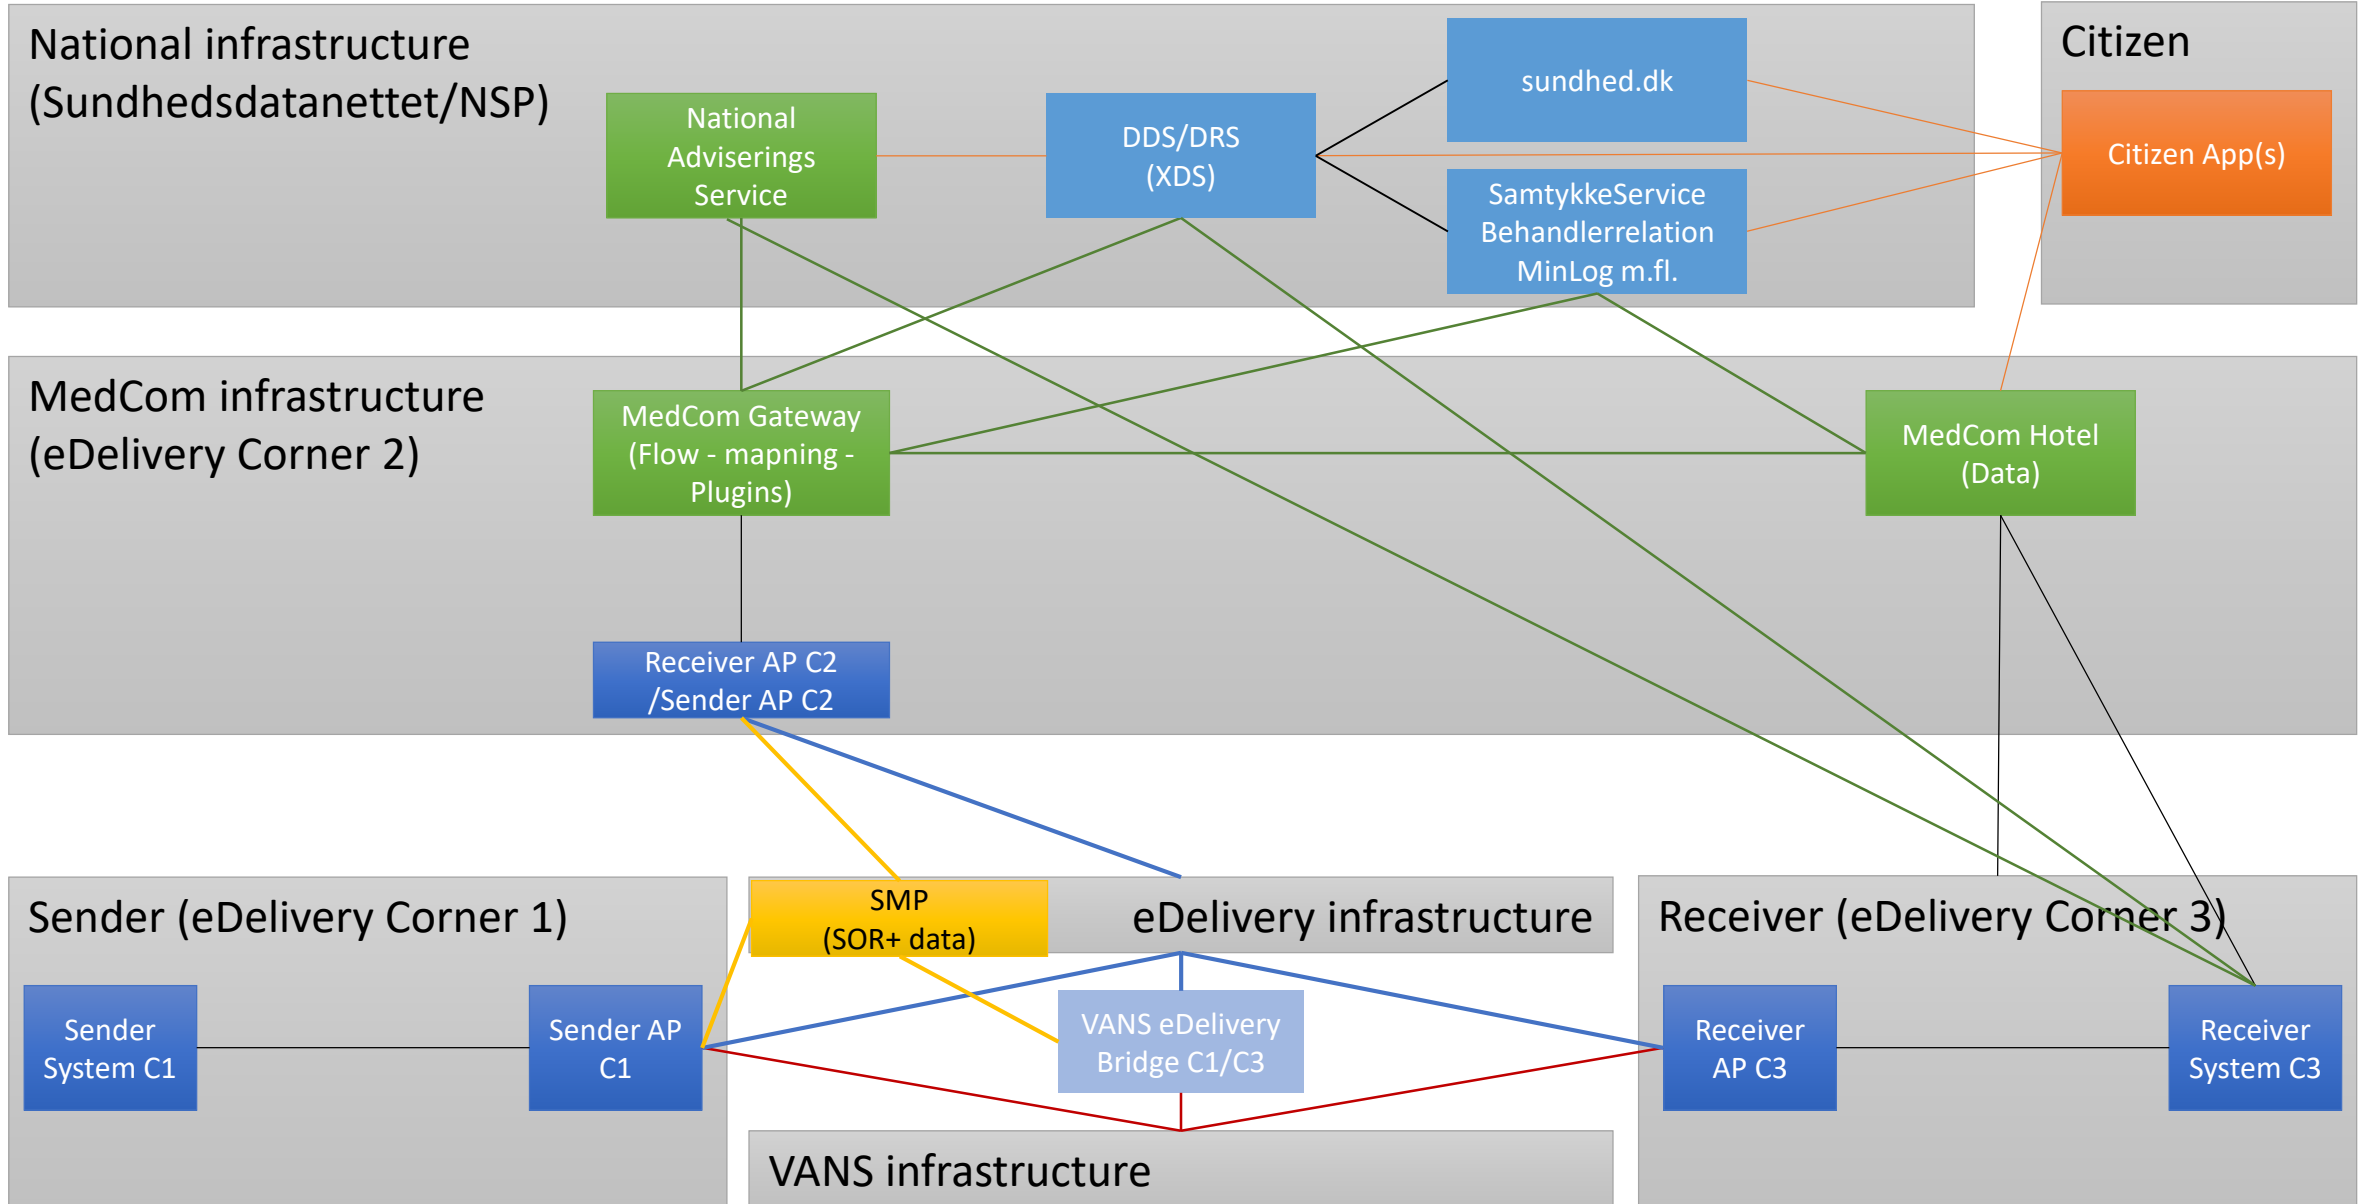 National infrastructure
(Sundhedsdatanettet/NSP)
National
Adviserings
Service
DDS/DRS
(XDS)
sundhed.dk
SamtykkeService
Behandlerrelation
MinLog m.fl.
Citizen
Citizen App(s)
MedCom infrastructure
(eDelivery Corner 2)
MedCom Gateway
(Flow - mapning -
Plugins)
MedCom Hotel
(Data)
Receiver AP C2
/Sender AP C2
Sender (eDelivery Corner 1)
Sender
System C1
Sender AP
C1
SMP
(SOR+ data)
eDelivery infrastructure
VANS eDelivery
Bridge C1/C3
VANS infrastructure
Receiver (eDelivery Corner 3)
Receiver
AP C3
Receiver
System C3